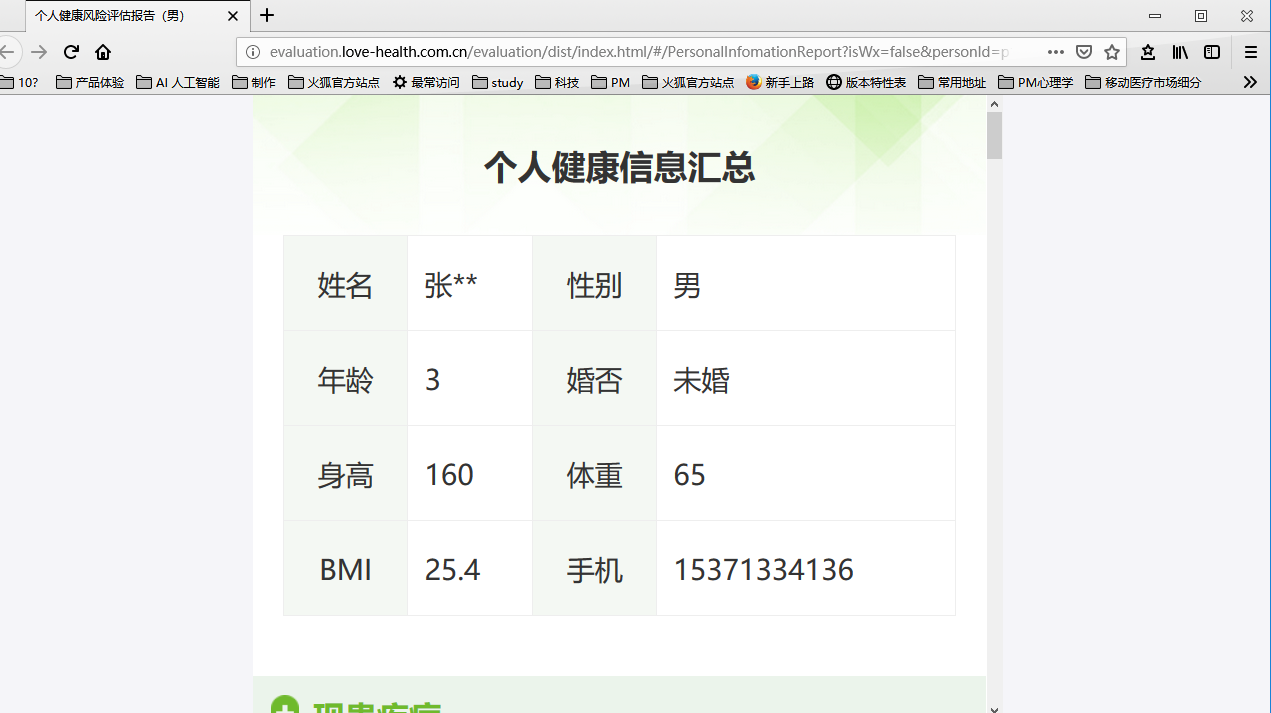 个人健康风险评估报告（男）
evaluation.love-health.com.cn/evaluation/dist/index.html/#/PersonalInfomationReport?isWx=false&personId=p
10? 产品体验 AI 人工智能 制作 火狐官方站点 最常访问 study 科技 PM 火狐官方站点 新手上路 版本特性表 常用地址 PM心理学 移动医疗市场细分
个人健康信息汇总
姓名 张** 性别 男
年龄 3 婚否 未婚
身高 160 体重 65
BMI 25.4 手机 15371334136
现患疾病